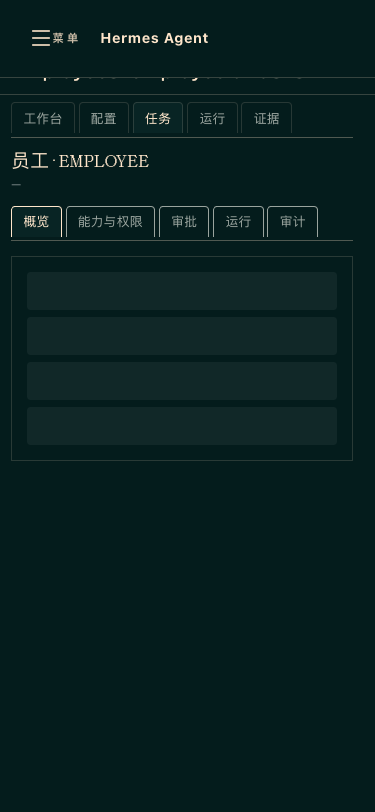 菜单 Hermes Agent
工作台 配置 任务 运行 证据
员工 · EMPLOYEE
—
概览 能力与权限 审批 运行 审计